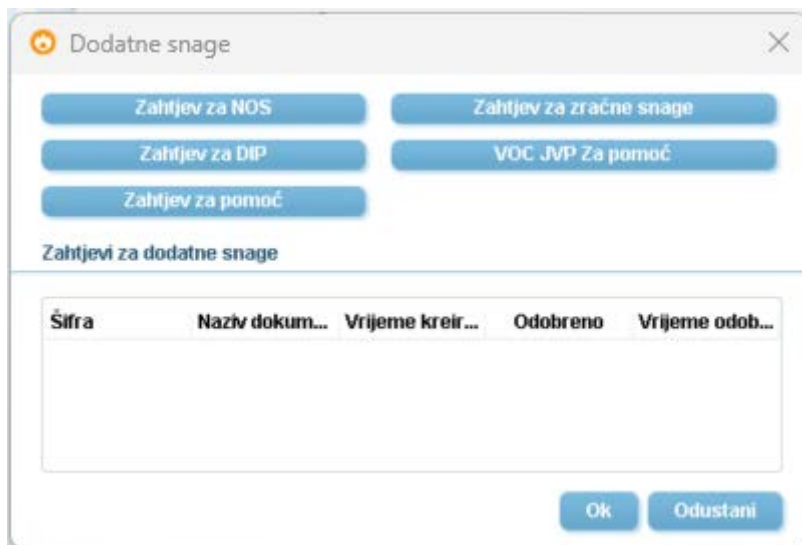 Dodatne snage
Zahtjev za NOS
Zahtjev za zračne snage
Zahtjev za DIP
VOC JVP Za pomoć
Zahtjev za pomoć
Zahtjevi za dodatne snage
Šifra Naziv dokum... Vrijeme kreir... Odobreno Vrijeme odob...
Ok Odustani